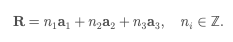 R = n₁a₁ + n₂a₂ + n₃a₃, nᵢ ∈ ℤ.